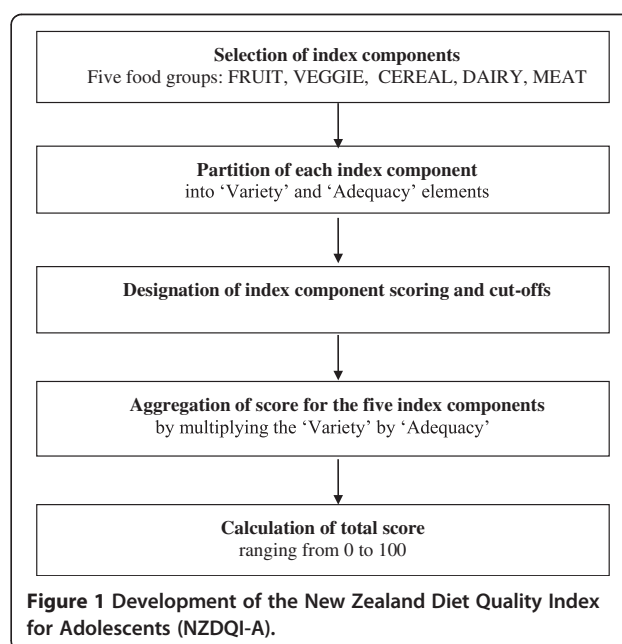 Selection of index components
Five food groups: FRUIT, VEGGIE, CEREAL, DAIRY, MEAT
Partition of each index component
into ‘Variety’ and ‘Adequacy’ elements
Designation of index component scoring and cut-offs
Aggregation of score for the five index components
by multiplying the ‘Variety’ by ‘Adequacy’
Calculation of total score
ranging from 0 to 100
Figure 1 Development of the New Zealand Diet Quality Index
for Adolescents (NZDQI-A).